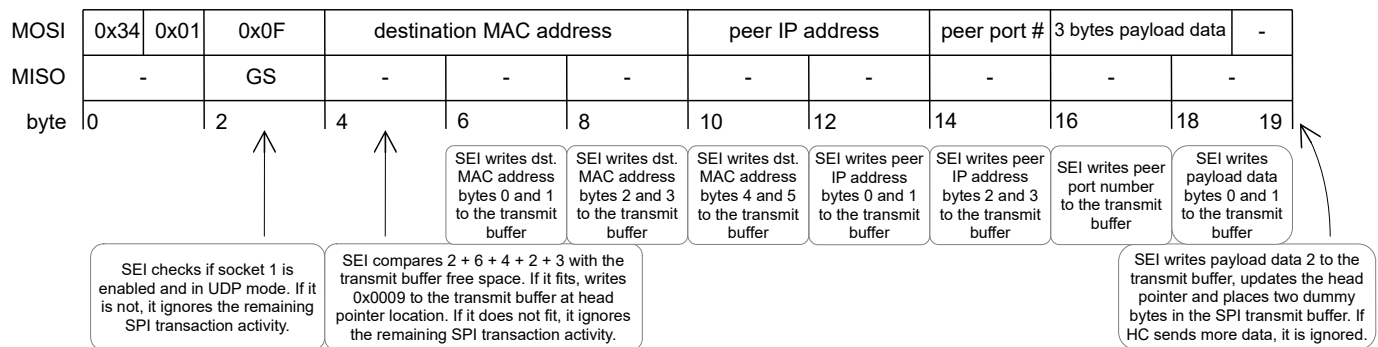 MOSI 0x34 0x01 0x0F destination MAC address peer IP address peer port # 3 bytes payload data -
MISO - GS - - - - - - - -
byte 0 2 4 6 8 10 12 14 16 18 19
SEI writes dst.
MAC address
bytes 0 and 1
to the transmit
buffer
SEI writes dst.
MAC address
bytes 2 and 3
to the transmit
buffer
SEI writes dst.
MAC address
bytes 4 and 5
to the transmit
buffer
SEI writes peer
IP address
bytes 0 and 1
to the transmit
buffer
SEI writes peer
IP address
bytes 2 and 3
to the transmit
buffer
SEI writes peer
port number
to the transmit
buffer
SEI writes
payload data
bytes 0 and 1
to the transmit
buffer
SEI checks if socket 1 is
enabled and in UDP mode. If it
is not, it ignores the remaining
SPI transaction activity.
SEI compares 2 + 6 + 4 + 2 + 3 with the
transmit buffer free space. If it fits, writes
0x0009 to the transmit buffer at head
pointer location. If it does not fit, it ignores
the remaining SPI transaction activity.
SEI writes payload data 2 to the
transmit buffer, updates the head
pointer and places two dummy
bytes in the SPI transmit buffer. If
HC sends more data, it is ignored.